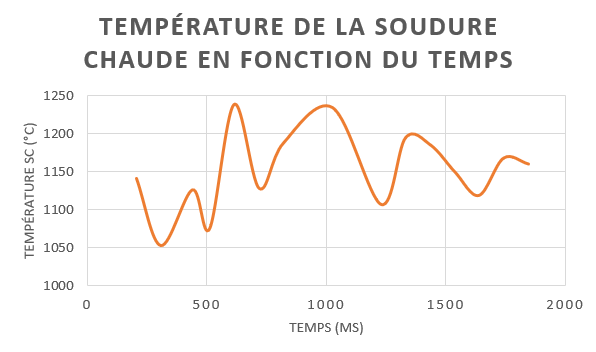 TEMPÉRATURE DE LA SOUDURE
CHAUDE EN FONCTION DU TEMPS
1250
1200
1150
1100
1050
1000
TEMPÉRATURE SC (°C)
0 500 1000 1500 2000
TEMPS (MS)